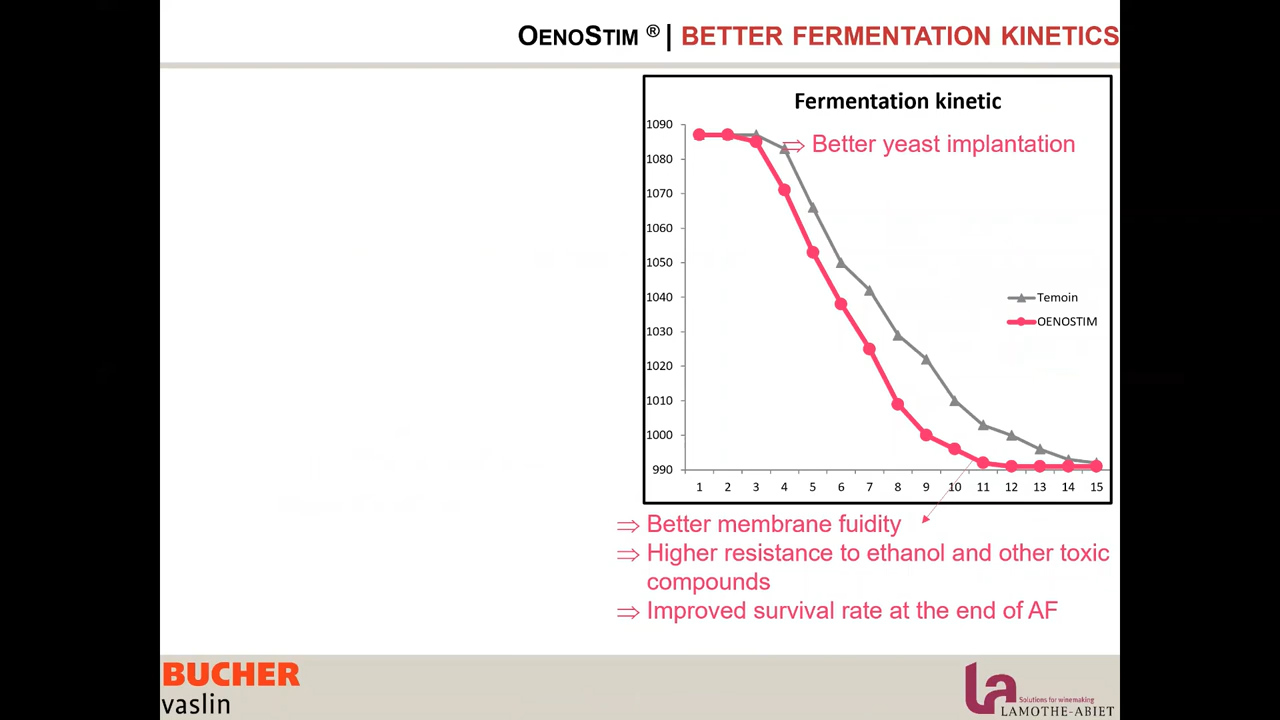 OENOSTIM ® | BETTER FERMENTATION KINETICS
Fermentation kinetic
1090
1080
1070
1060
1050
1040
1030
1020
1010
1000
990
1 2 3 4 5 6 7 8 9 10 11 12 13 14 15
⇒ Better yeast implantation
Temoin
OENOSTIM
⇒ Better membrane fuidity
⇒ Higher resistance to ethanol and other toxic
compounds
⇒ Improved survival rate at the end of AF
BUCHER
vaslin
La
Solutions for winemaking
LAMOTHE-ABIET